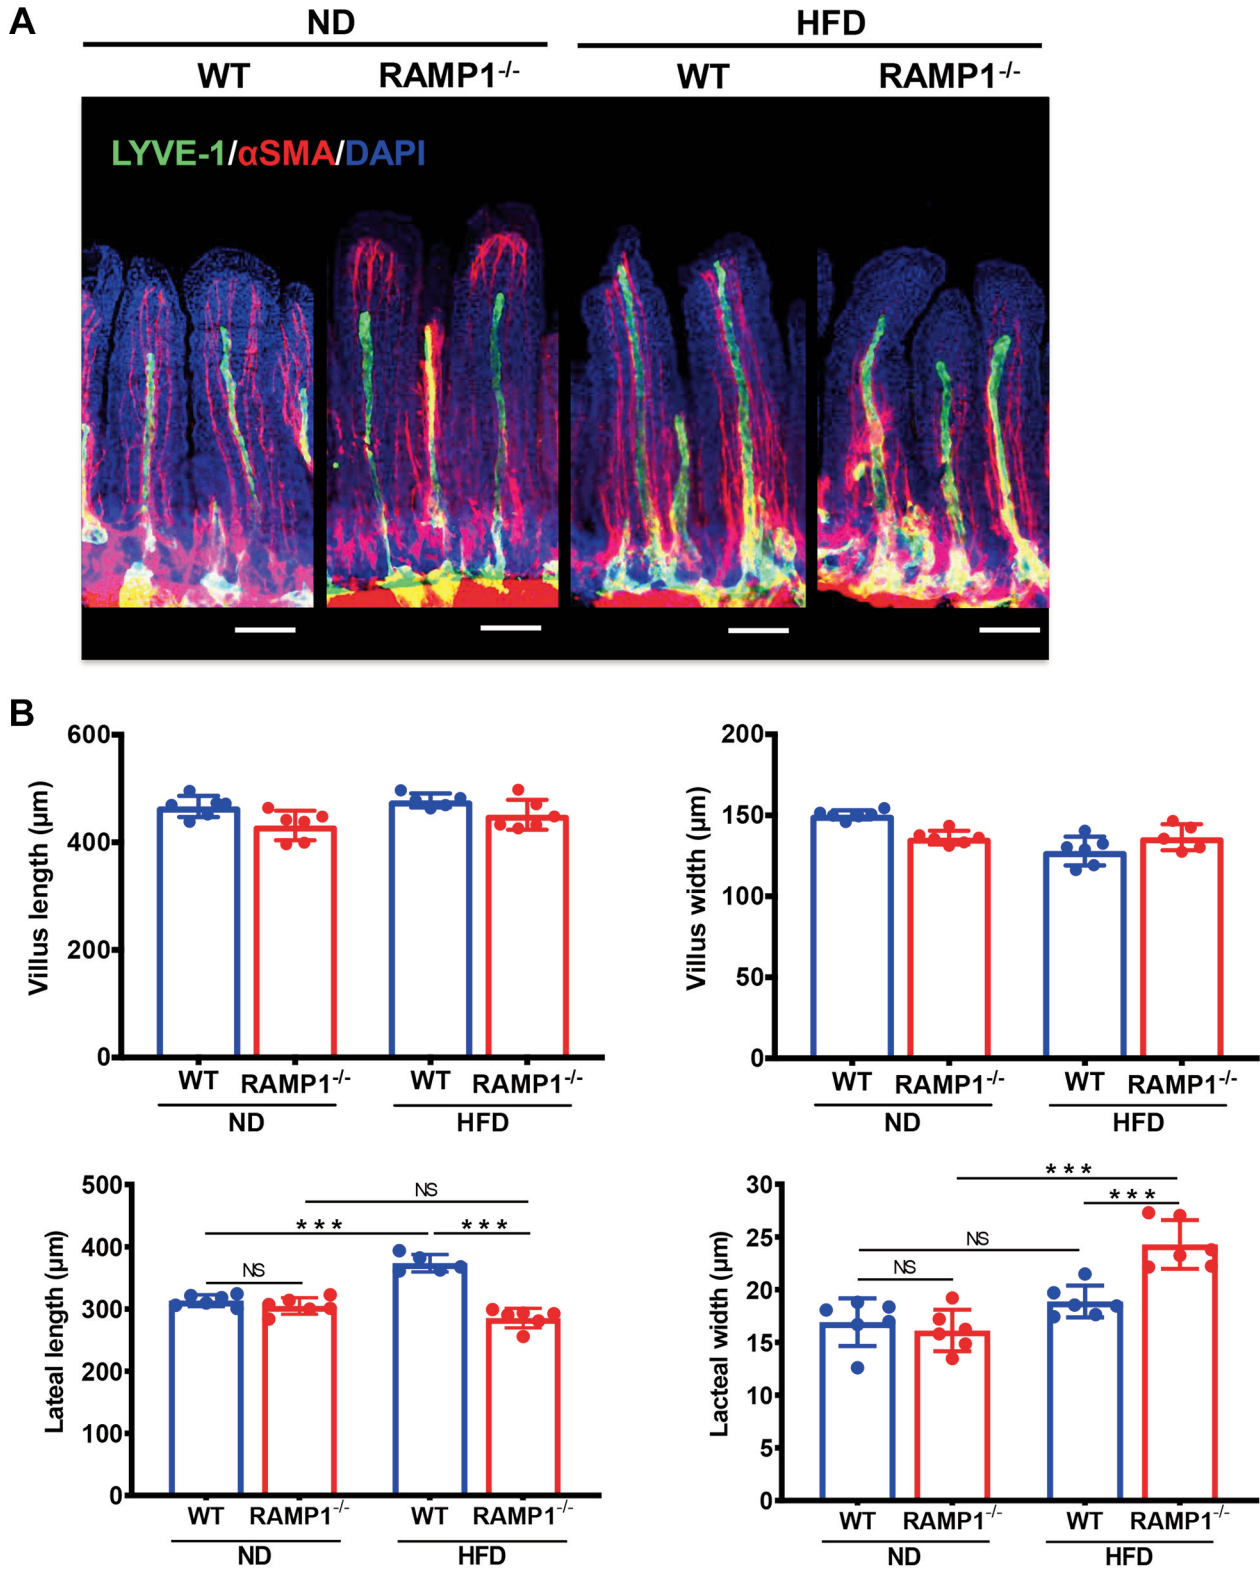 A
ND HFD
WT RAMP1-/- WT RAMP1-/-
LYVE-1/αSMA/DAPI
B
Villus length (µm)
600
400
200
0
WT RAMP1-/- WT RAMP1-/-
ND HFD
Villus width (µm)
200
150
100
50
0
WT RAMP1-/- WT RAMP1-/-
ND HFD
Lateal length (µm)
500
400
300
200
100
0
NS
***
***
NS
WT RAMP1-/- WT RAMP1-/-
ND HFD
Lacteal width (µm)
30
25
20
15
10
5
0
***
***
NS
NS
WT RAMP1-/- WT RAMP1-/-
ND HFD